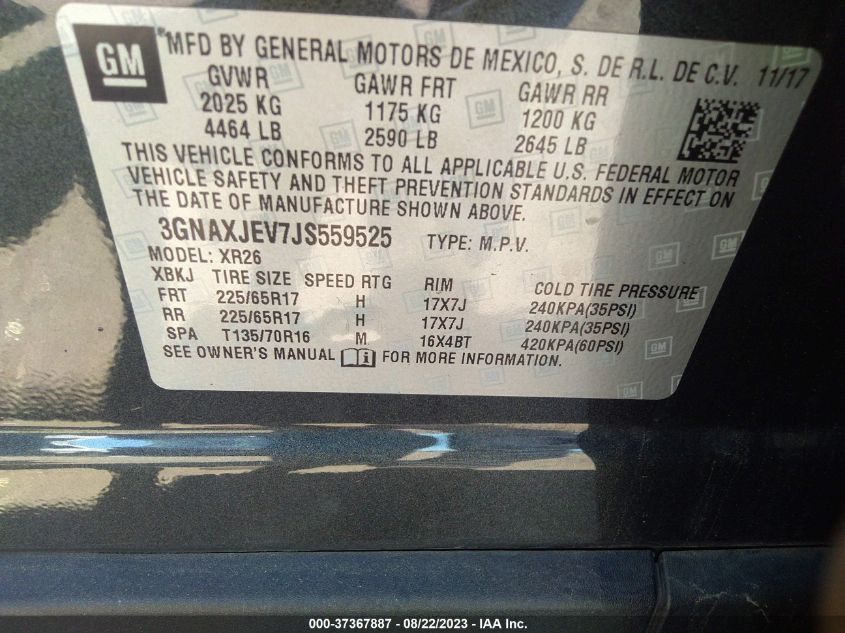 GM
*MFD BY GENERAL MOTORS DE MEXICO, S. DE R.L. DE C.V. 11/17
GVWR GAWR FRT GAWR RR
2025 KG 1175 KG 1200 KG
4464 LB 2590 LB 2645 LB
THIS VEHICLE CONFORMS TO ALL APPLICABLE U.S. FEDERAL MOTOR
VEHICLE SAFETY AND THEFT PREVENTION STANDARDS IN EFFECT ON
THE DATE OF MANUFACTURE SHOWN ABOVE.
3GNAXJEV7JS559525 TYPE: M.P.V.
MODEL: XR26
XBKJ TIRE SIZE SPEED RTG RIM COLD TIRE PRESSURE
FRT 225/65R17 H 17X7J 240KPA(35PSI)
RR 225/65R17 H 17X7J 240KPA(35PSI)
SPA T135/70R16 M 16X4BT 420KPA(60PSI)
SEE OWNER'S MANUAL FOR MORE INFORMATION.
000-37367887 - 08/22/2023 - IAA Inc.